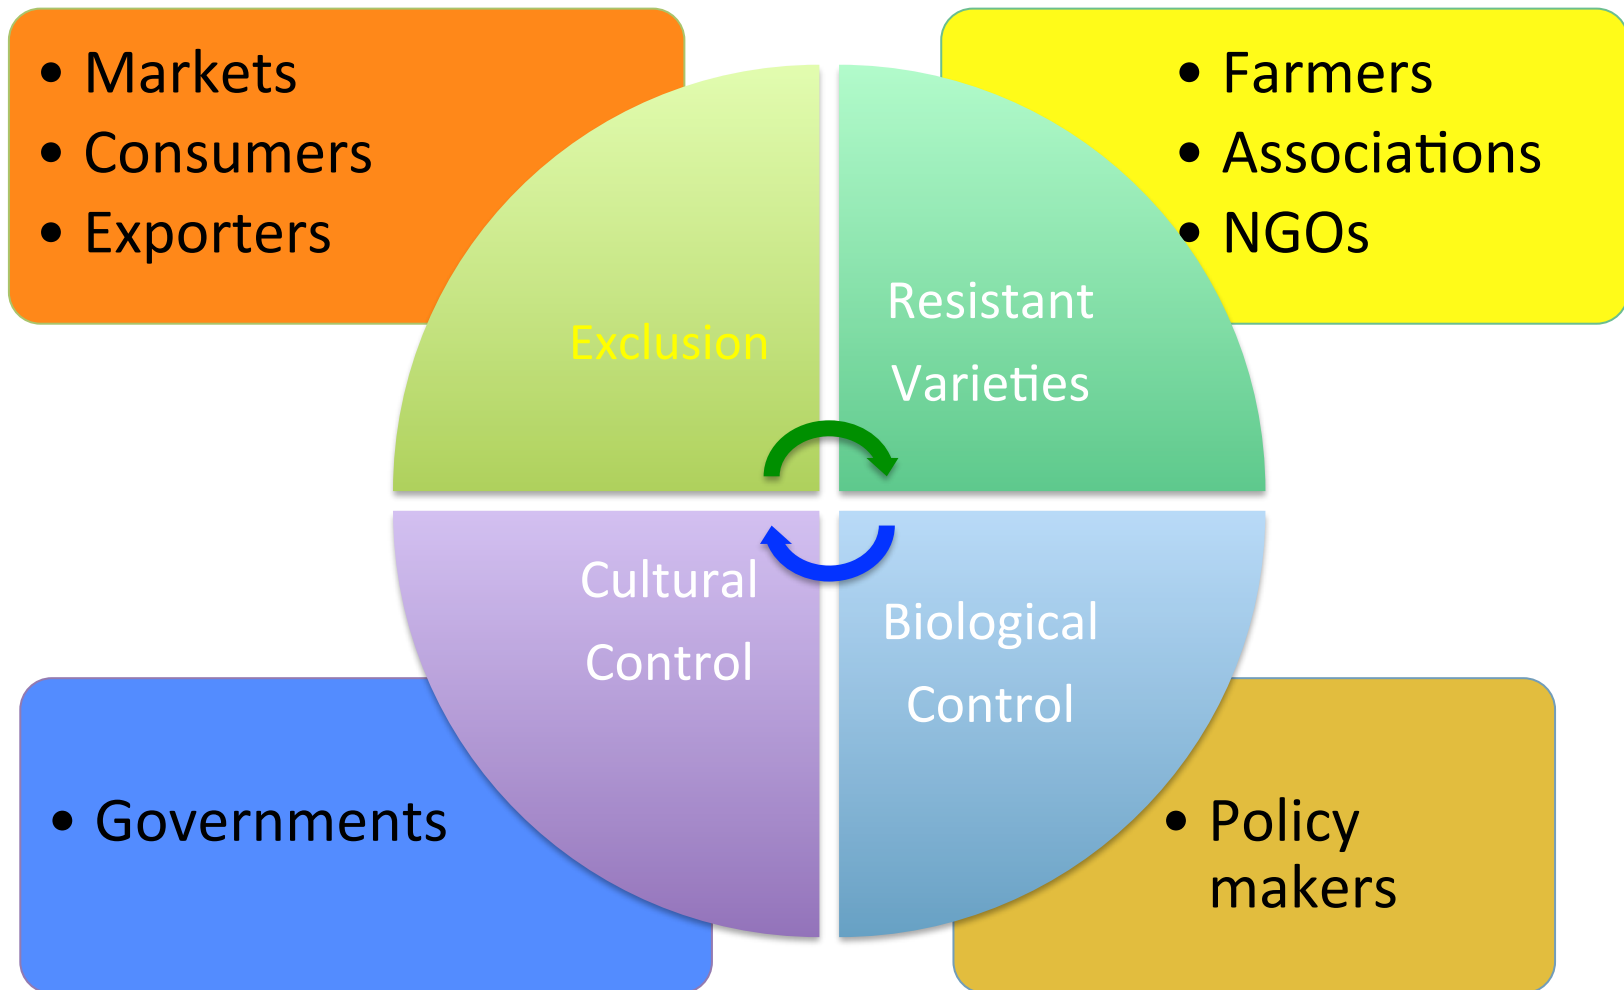 • Markets
• Consumers
• Exporters
• Farmers
• Associations
• NGOs
Exclusion
Resistant
Varieties
Cultural
Control
Biological
Control
• Governments
• Policy
makers